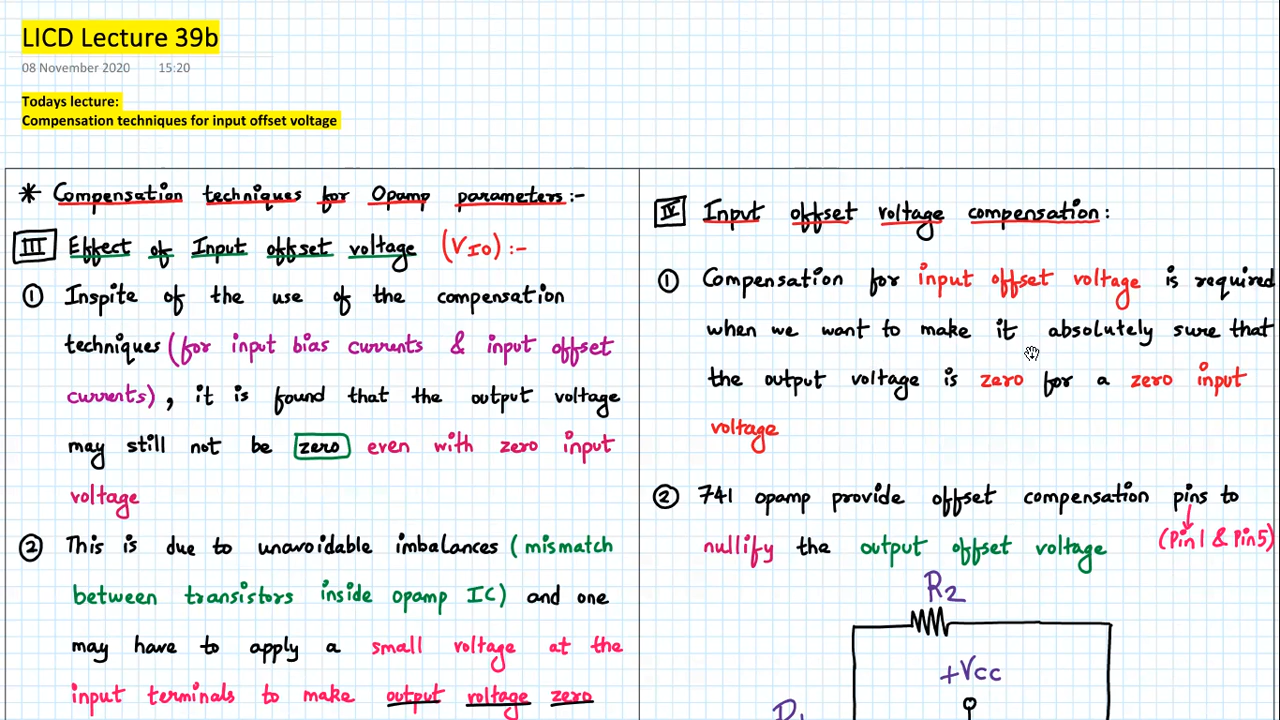 LICD Lecture 39b
08 November 2020 15:20
Todays lecture:
Compensation techniques for input offset voltage
* Compensation techniques for Opamp parameters:-
III Effect of Input offset voltage (VIO) :-
① Inspite of the use of the compensation
techniques (for input bias currents & input offset
currents), it is found that the output voltage
may still not be zero even with zero input
voltage
② This is due to unavoidable imbalances (mismatch
between transistors inside opamp IC) and one
may have to apply a small voltage at the
input terminals to make output voltage zero
IV Input offset voltage compensation:
① Compensation for input offset voltage is required
when we want to make it absolutely sure that
the output voltage is zero for a zero input
voltage
② 741 opamp provide offset compensation pins to
nullify the output offset voltage (Pin1 & Pin5)
R2
+VCC